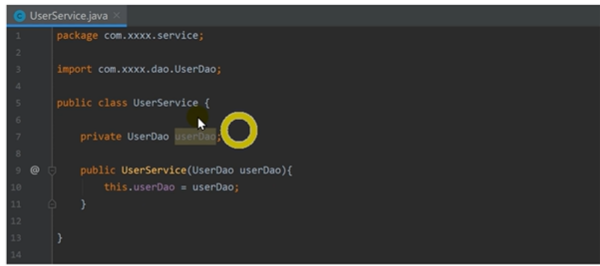 UserService.java
1 package com.xxxx.service;
2
3 import com.xxxx.dao.UserDao;
4
5 public class UserService {
6
7 private UserDao userDao;
8
9 @ public UserService(UserDao userDao){
10 this.userDao = userDao;
11 }
12
13 }
14